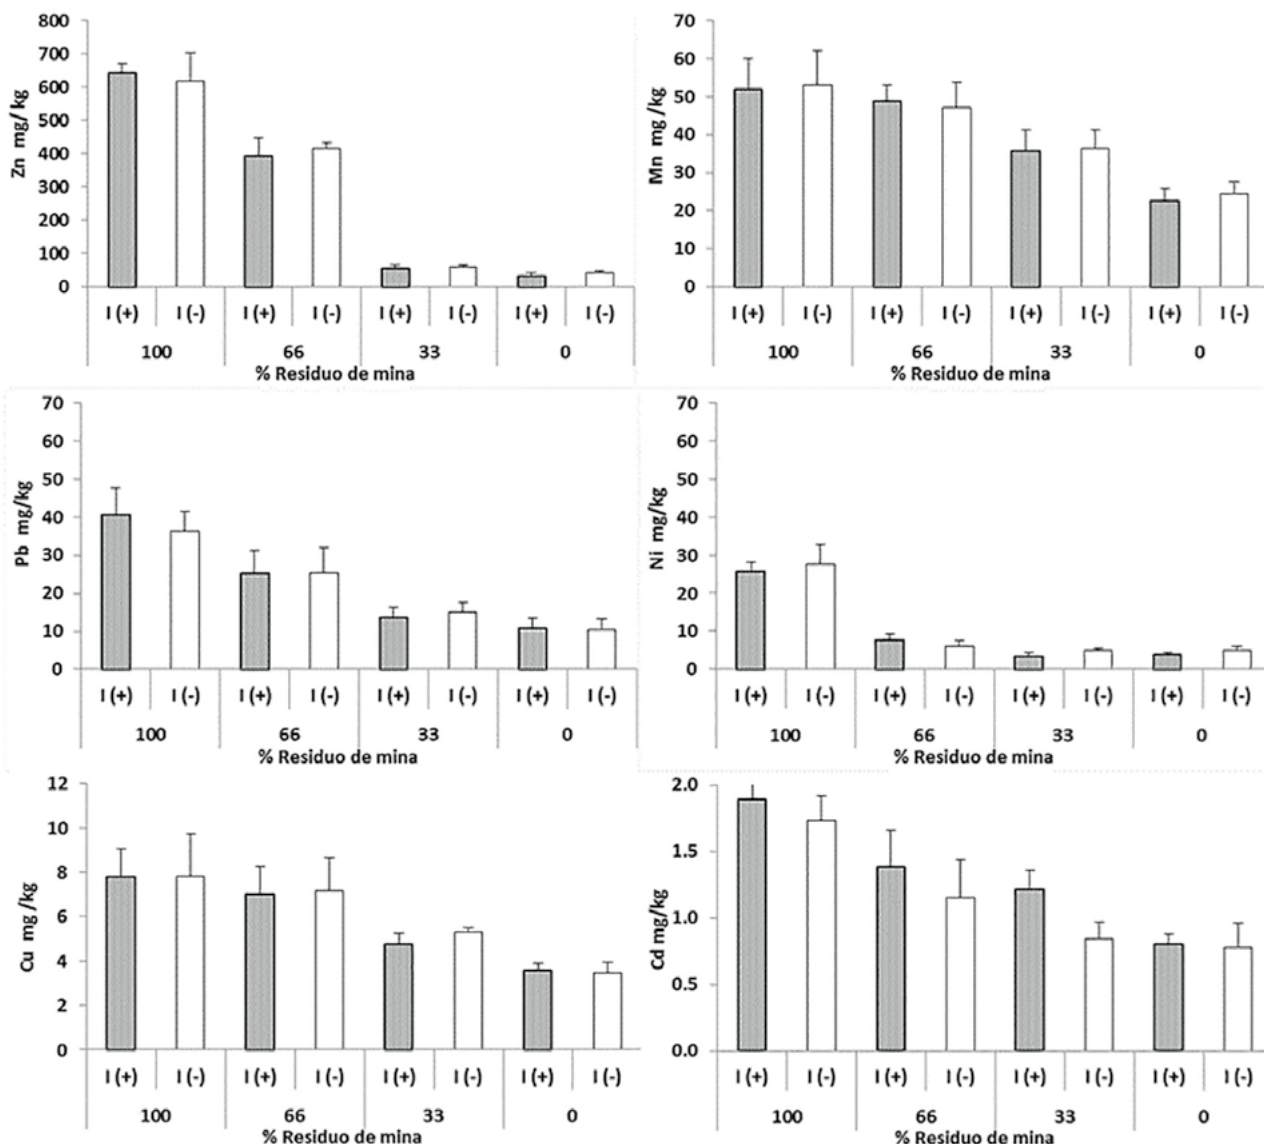 Zn mg/kg
800
700
600
500
400
300
200
100
0
I (+) I (-) I (+) I (-) I (+) I (-) I (+) I (-)
100 66 33 0
% Residuo de mina
Mn mg/kg
70
60
50
40
30
20
10
0
I (+) I (-) I (+) I (-) I (+) I (-) I (+) I (-)
100 66 33 0
% Residuo de mina
Pb mg/kg
70
60
50
40
30
20
10
0
I (+) I (-) I (+) I (-) I (+) I (-) I (+) I (-)
100 66 33 0
% Residuo de mina
Ni mg/kg
70
60
50
40
30
20
10
0
I (+) I (-) I (+) I (-) I (+) I (-) I (+) I (-)
100 66 33 0
% Residuo de mina
Cu mg/kg
12
10
8
6
4
2
0
I (+) I (-) I (+) I (-) I (+) I (-) I (+) I (-)
100 66 33 0
% Residuo de mina
Cd mg/kg
2.0
1.5
1.0
0.5
0.0
I (+) I (-) I (+) I (-) I (+) I (-) I (+) I (-)
100 66 33 0
% Residuo de mina